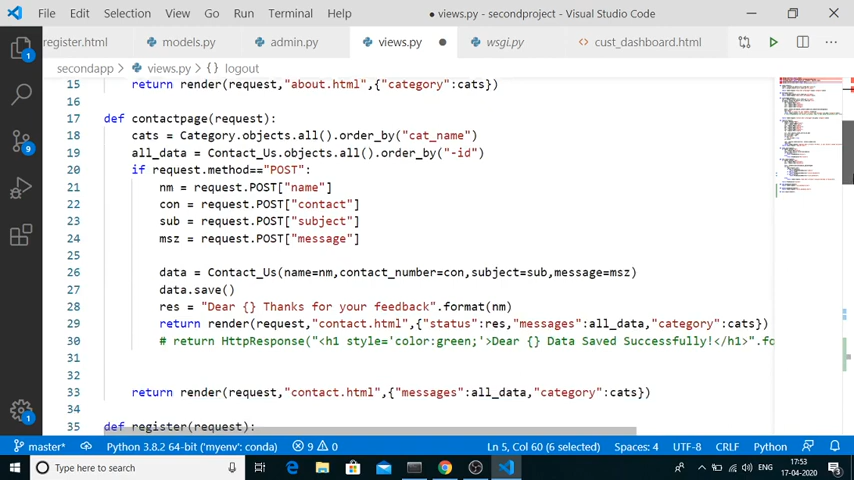 File Edit Selection View Go Run Terminal Help ● views.py - secondproject - Visual Studio Code
register.html models.py admin.py views.py ● wsgi.py <> cust_dashboard.html ...
secondapp > views.py > {} logout
15 return render(request,"about.html",{"category":cats})
16
17 def contactpage(request):
18 cats = Category.objects.all().order_by("cat_name")
19 all_data = Contact_Us.objects.all().order_by("-id")
20 if request.method=="POST":
21 nm = request.POST["name"]
22 con = request.POST["contact"]
23 sub = request.POST["subject"]
24 msz = request.POST["message"]
25
26 data = Contact_Us(name=nm,contact_number=con,subject=sub,message=msz)
27 data.save()
28 res = "Dear {} Thanks for your feedback".format(nm)
29 return render(request,"contact.html",{"status":res,"messages":all_data,"category":cats})
30 # return HttpResponse("<h1 style='color:green;'>Dear {} Data Saved Successfully!</h1>".fo
31
32
33 return render(request,"contact.html",{"messages":all_data,"category":cats})
34
35 def register(request):
9
1
master* Python 3.8.2 64-bit ('myenv': conda) 9 0 Ln 5, Col 60 (6 selected) Spaces: 4 UTF-8 CRLF Python
Type here to search ENG 17:53 17-04-2020 3